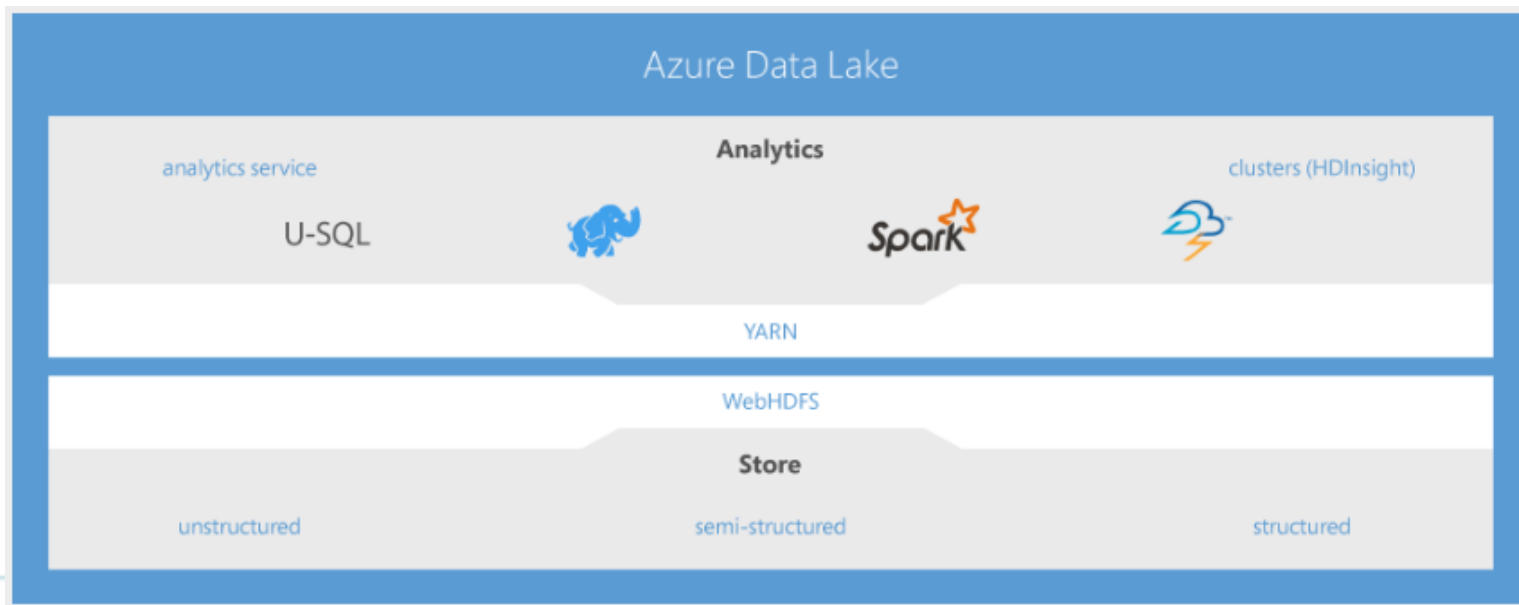 Azure Data Lake
Analytics
analytics service
clusters (HDInsight)
U-SQL
Spark
YARN
WebHDFS
Store
unstructured
semi-structured
structured